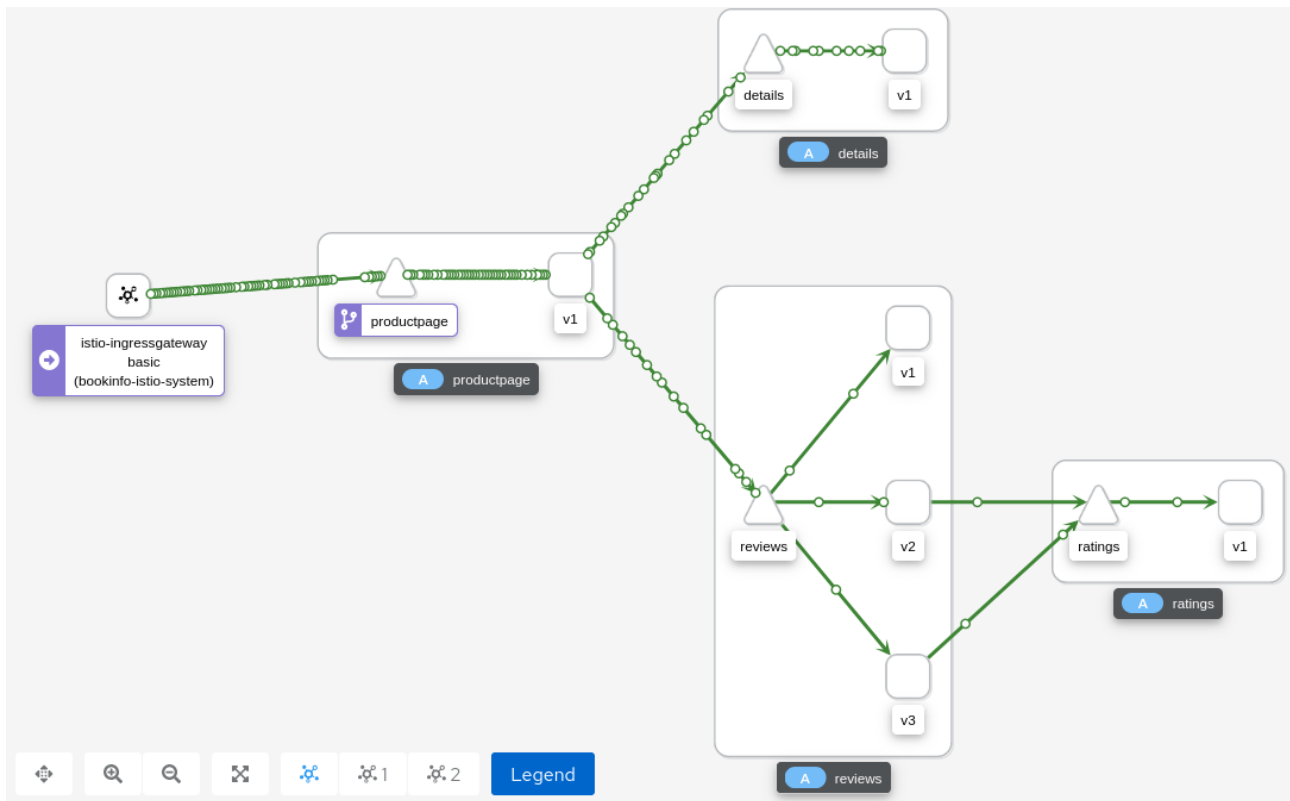 details
v1
A details
productpage
v1
A productpage
istio-ingressgateway
basic
(bookinfo-istio-system)
v1
reviews
v2
v3
A reviews
ratings
v1
A ratings
1
2
Legend